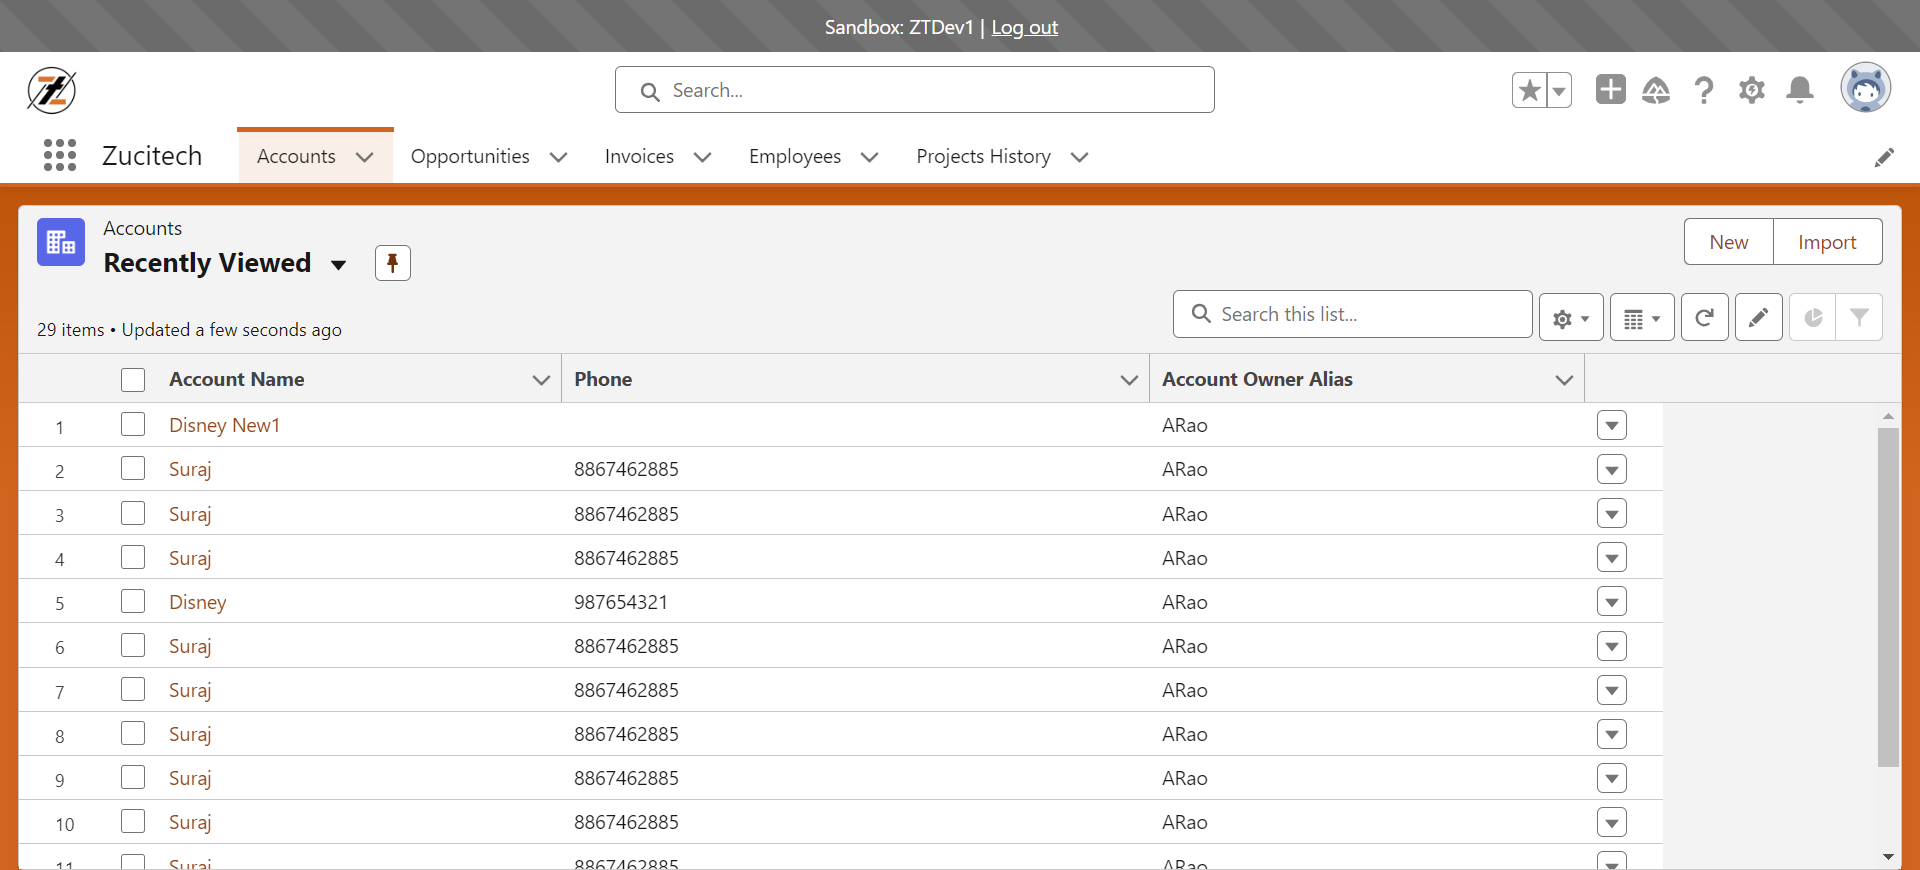 Sandbox: ZTDev1 | Log out
Search...
Zucitech
Accounts
Opportunities
Invoices
Employees
Projects History
Accounts
Recently Viewed
New
Import
29 items • Updated a few seconds ago
Search this list...
Account Name Phone Account Owner Alias
1 Disney New1 ARao
2 Suraj 8867462885 ARao
3 Suraj 8867462885 ARao
4 Suraj 8867462885 ARao
5 Disney 987654321 ARao
6 Suraj 8867462885 ARao
7 Suraj 8867462885 ARao
8 Suraj 8867462885 ARao
9 Suraj 8867462885 ARao
10 Suraj 8867462885 ARao
11 Suraj 8867462885 ARao